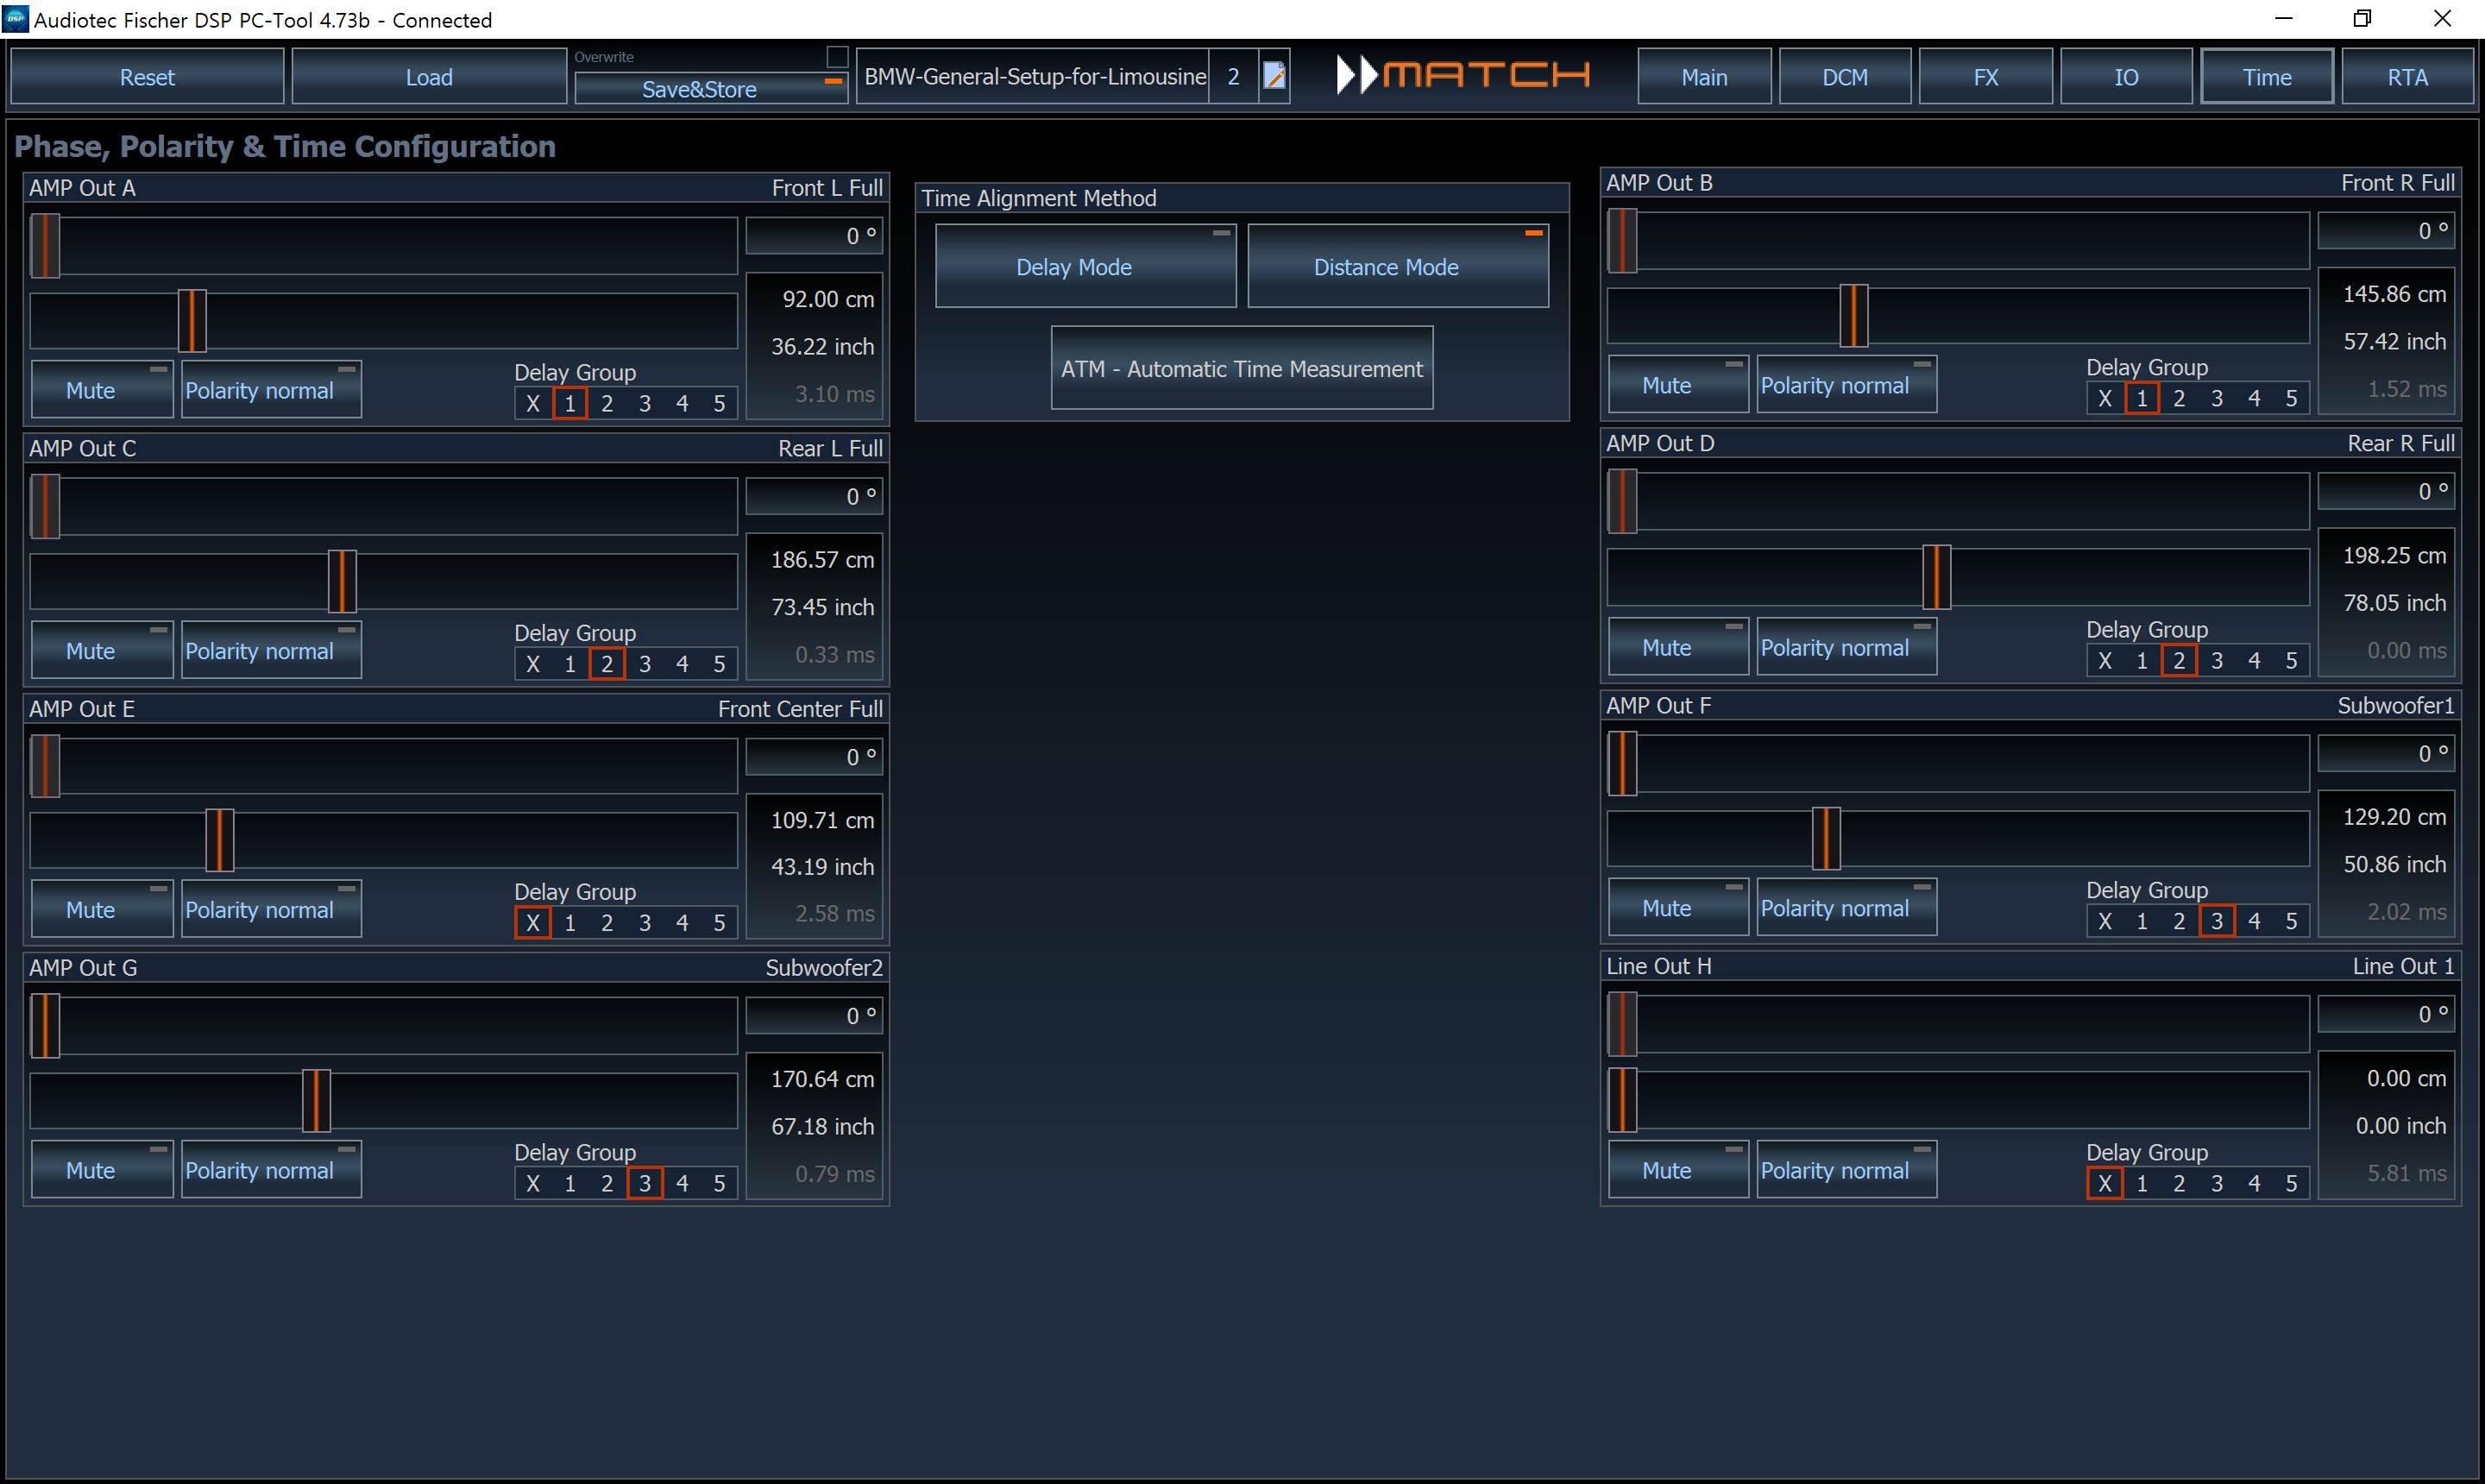 Audiotec Fischer DSP PC-Tool 4.73b - Connected
Reset
Load
Overwrite
Save&Store
BMW-General-Setup-for-Limousine
2
MATCH
Main
DCM
FX
IO
Time
RTA
Phase, Polarity & Time Configuration
AMP Out A Front L Full
0 °
92.00 cm
36.22 inch
3.10 ms
Mute
Polarity normal
Delay Group
X 1 2 3 4 5
AMP Out C Rear L Full
0 °
186.57 cm
73.45 inch
0.33 ms
Mute
Polarity normal
Delay Group
X 1 2 3 4 5
AMP Out E Front Center Full
0 °
109.71 cm
43.19 inch
2.58 ms
Mute
Polarity normal
Delay Group
X 1 2 3 4 5
AMP Out G Subwoofer2
0 °
170.64 cm
67.18 inch
0.79 ms
Mute
Polarity normal
Delay Group
X 1 2 3 4 5
Time Alignment Method
Delay Mode
Distance Mode
ATM - Automatic Time Measurement
AMP Out B Front R Full
0 °
145.86 cm
57.42 inch
1.52 ms
Mute
Polarity normal
Delay Group
X 1 2 3 4 5
AMP Out D Rear R Full
0 °
198.25 cm
78.05 inch
0.00 ms
Mute
Polarity normal
Delay Group
X 1 2 3 4 5
AMP Out F Subwoofer1
0 °
129.20 cm
50.86 inch
2.02 ms
Mute
Polarity normal
Delay Group
X 1 2 3 4 5
Line Out H Line Out 1
0 °
0.00 cm
0.00 inch
5.81 ms
Mute
Polarity normal
Delay Group
X 1 2 3 4 5